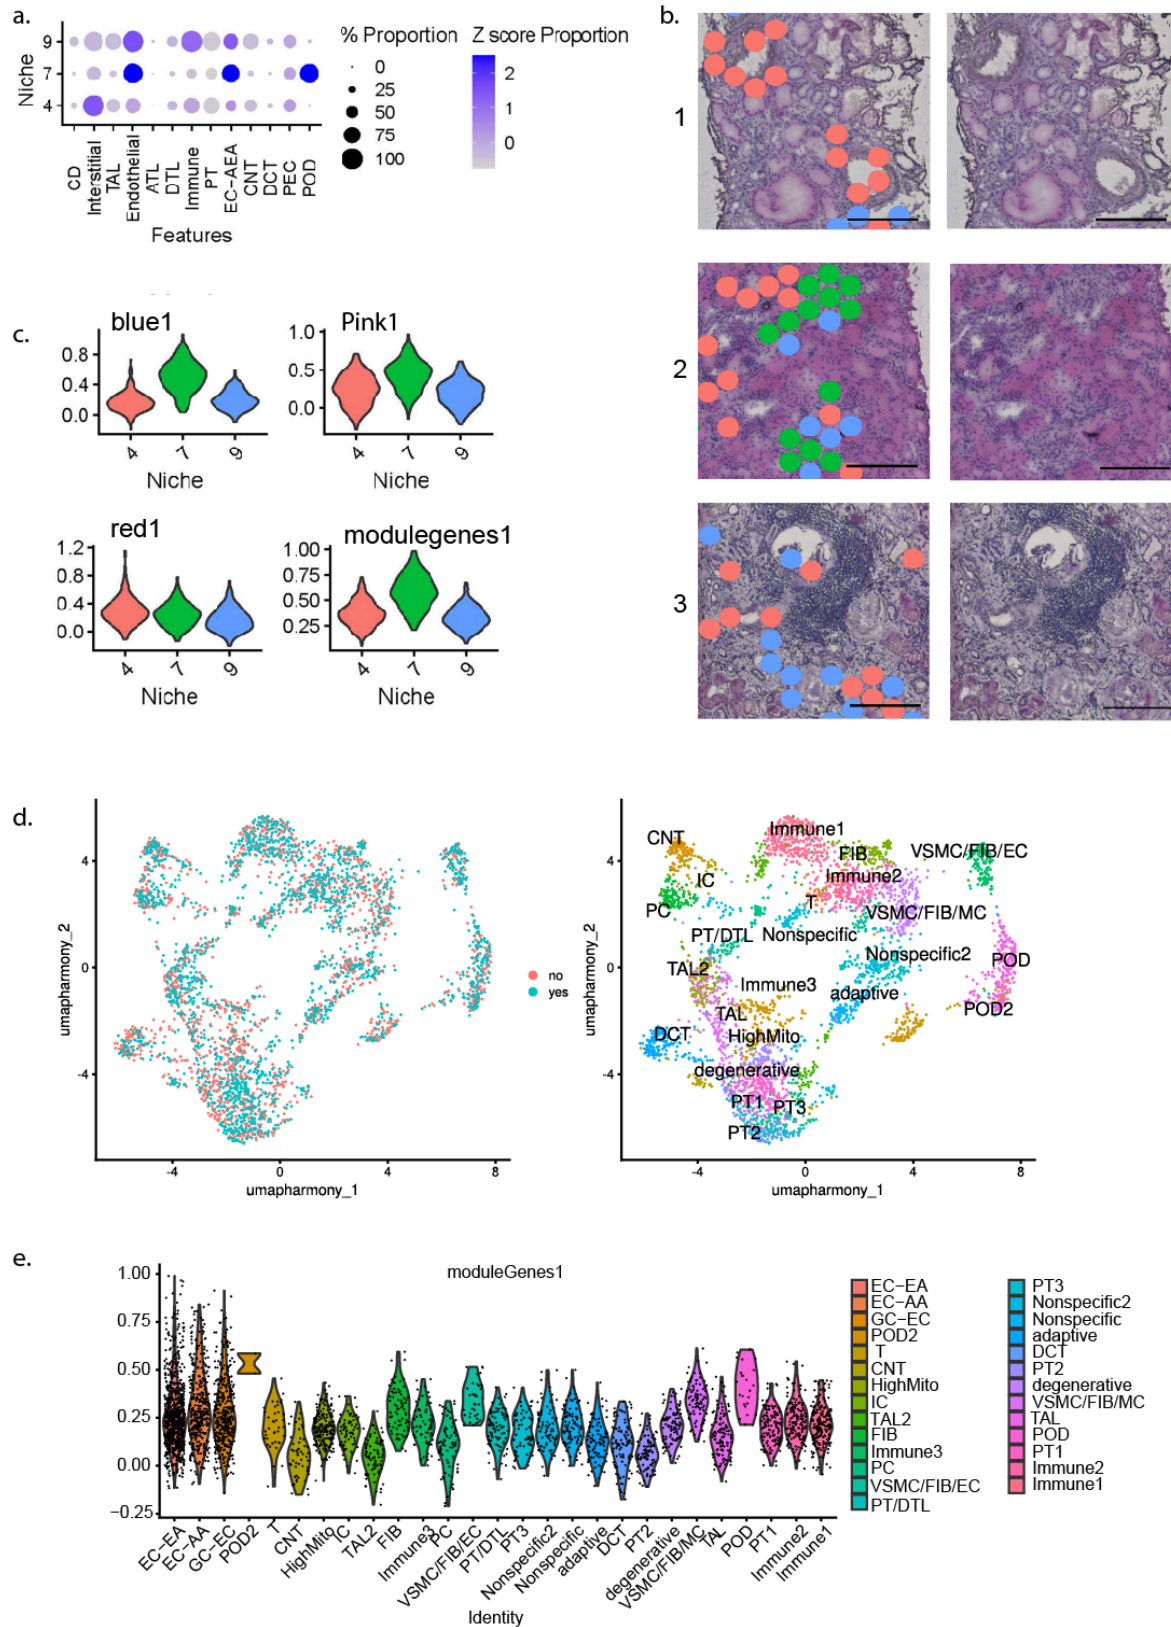 a.
Niche
9
7
4
CD
Interstitial
TAL
Endothelial
ATL
DTL
Immune
PT
EC-AEA
CNT
DCT
PEC
POD
Features
% Proportion
0
25
50
75
100
Z score Proportion
2
1
0
b.
1
2
3
c.
blue1
0.8
0.4
0.0
4
7
9
Niche
Pink1
1.0
0.5
0.0
4
7
9
Niche
red1
1.2
0.8
0.4
0.0
4
7
9
Niche
modulegenes1
1.00
0.75
0.50
0.25
4
7
9
Niche
d.
umapharmony_2
4
0
-4
-4
0
4
8
umapharmony_1
no
yes
umapharmony_2
4
0
-4
CNT
Immune1
FIB
VSMC/FIB/EC
IC
Immune2
PC
T
VSMC/FIB/MC
PT/DTL
Nonspecific
Nonspecific2
POD
TAL2
Immune3
adaptive
POD2
TAL
DCT
HighMito
degenerative
PT1
PT3
PT2
-4
0
4
8
umapharmony_1
e.
moduleGenes1
1.00
0.75
0.50
0.25
0.00
−0.25
EC−EA
EC−AA
GC−EC
POD2
T
CNT
HighMito
IC
TAL2
FIB
Immune3
PC
VSMC/FIB/EC
PT/DTL
PT3
Nonspecific2
Nonspecific
adaptive
DCT
PT2
degenerative
VSMC/FIB/MC
TAL
POD
PT1
Immune2
Immune1
Identity
EC−EA
EC−AA
GC−EC
POD2
T
CNT
HighMito
IC
TAL2
FIB
Immune3
PC
VSMC/FIB/EC
PT/DTL
PT3
Nonspecific2
Nonspecific
adaptive
DCT
PT2
degenerative
VSMC/FIB/MC
TAL
POD
PT1
Immune2
Immune1